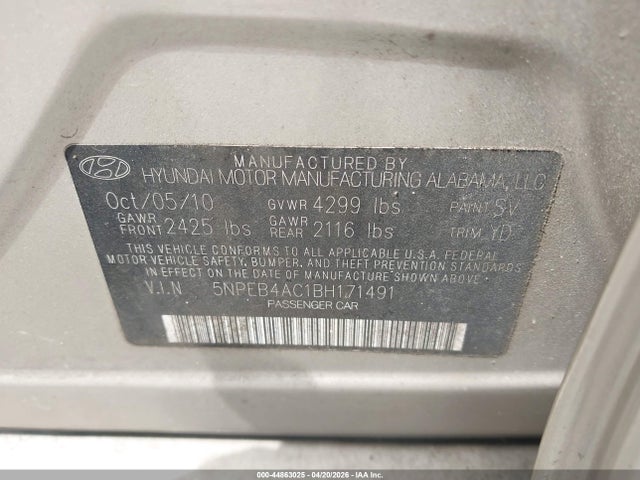 MANUFACTURED BY
HYUNDAI MOTOR MANUFACTURING ALABAMA, LLC
Oct/05/10 GVWR 4299 lbs PAINT SV
GAWR FRONT 2425 lbs GAWR REAR 2116 lbs TRIM YD
THIS VEHICLE CONFORMS TO ALL APPLICABLE U.S.A. FEDERAL
MOTOR VEHICLE SAFETY, BUMPER, AND THEFT PREVENTION STANDARDS
IN EFFECT ON THE DATE OF MANUFACTURE SHOWN ABOVE.
V.I.N 5NPEB4AC1BH171491
PASSENGER CAR
000-44863025 - 04/20/2026 - IAAI.COM